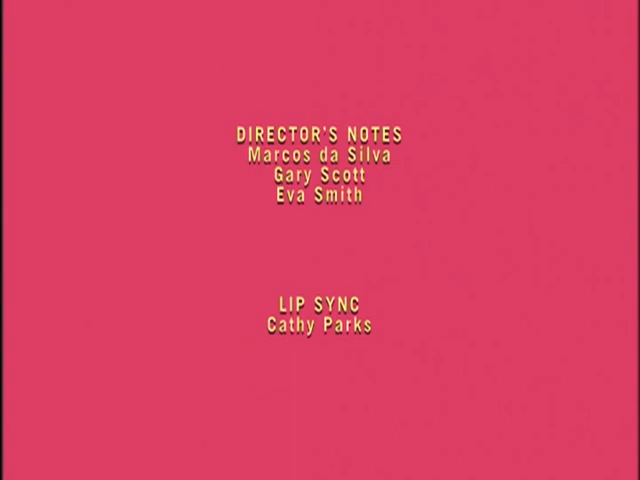 DIRECTOR'S NOTES
Marcos da Silva
Gary Scott
Eva Smith
LIP SYNC
Cathy Parks